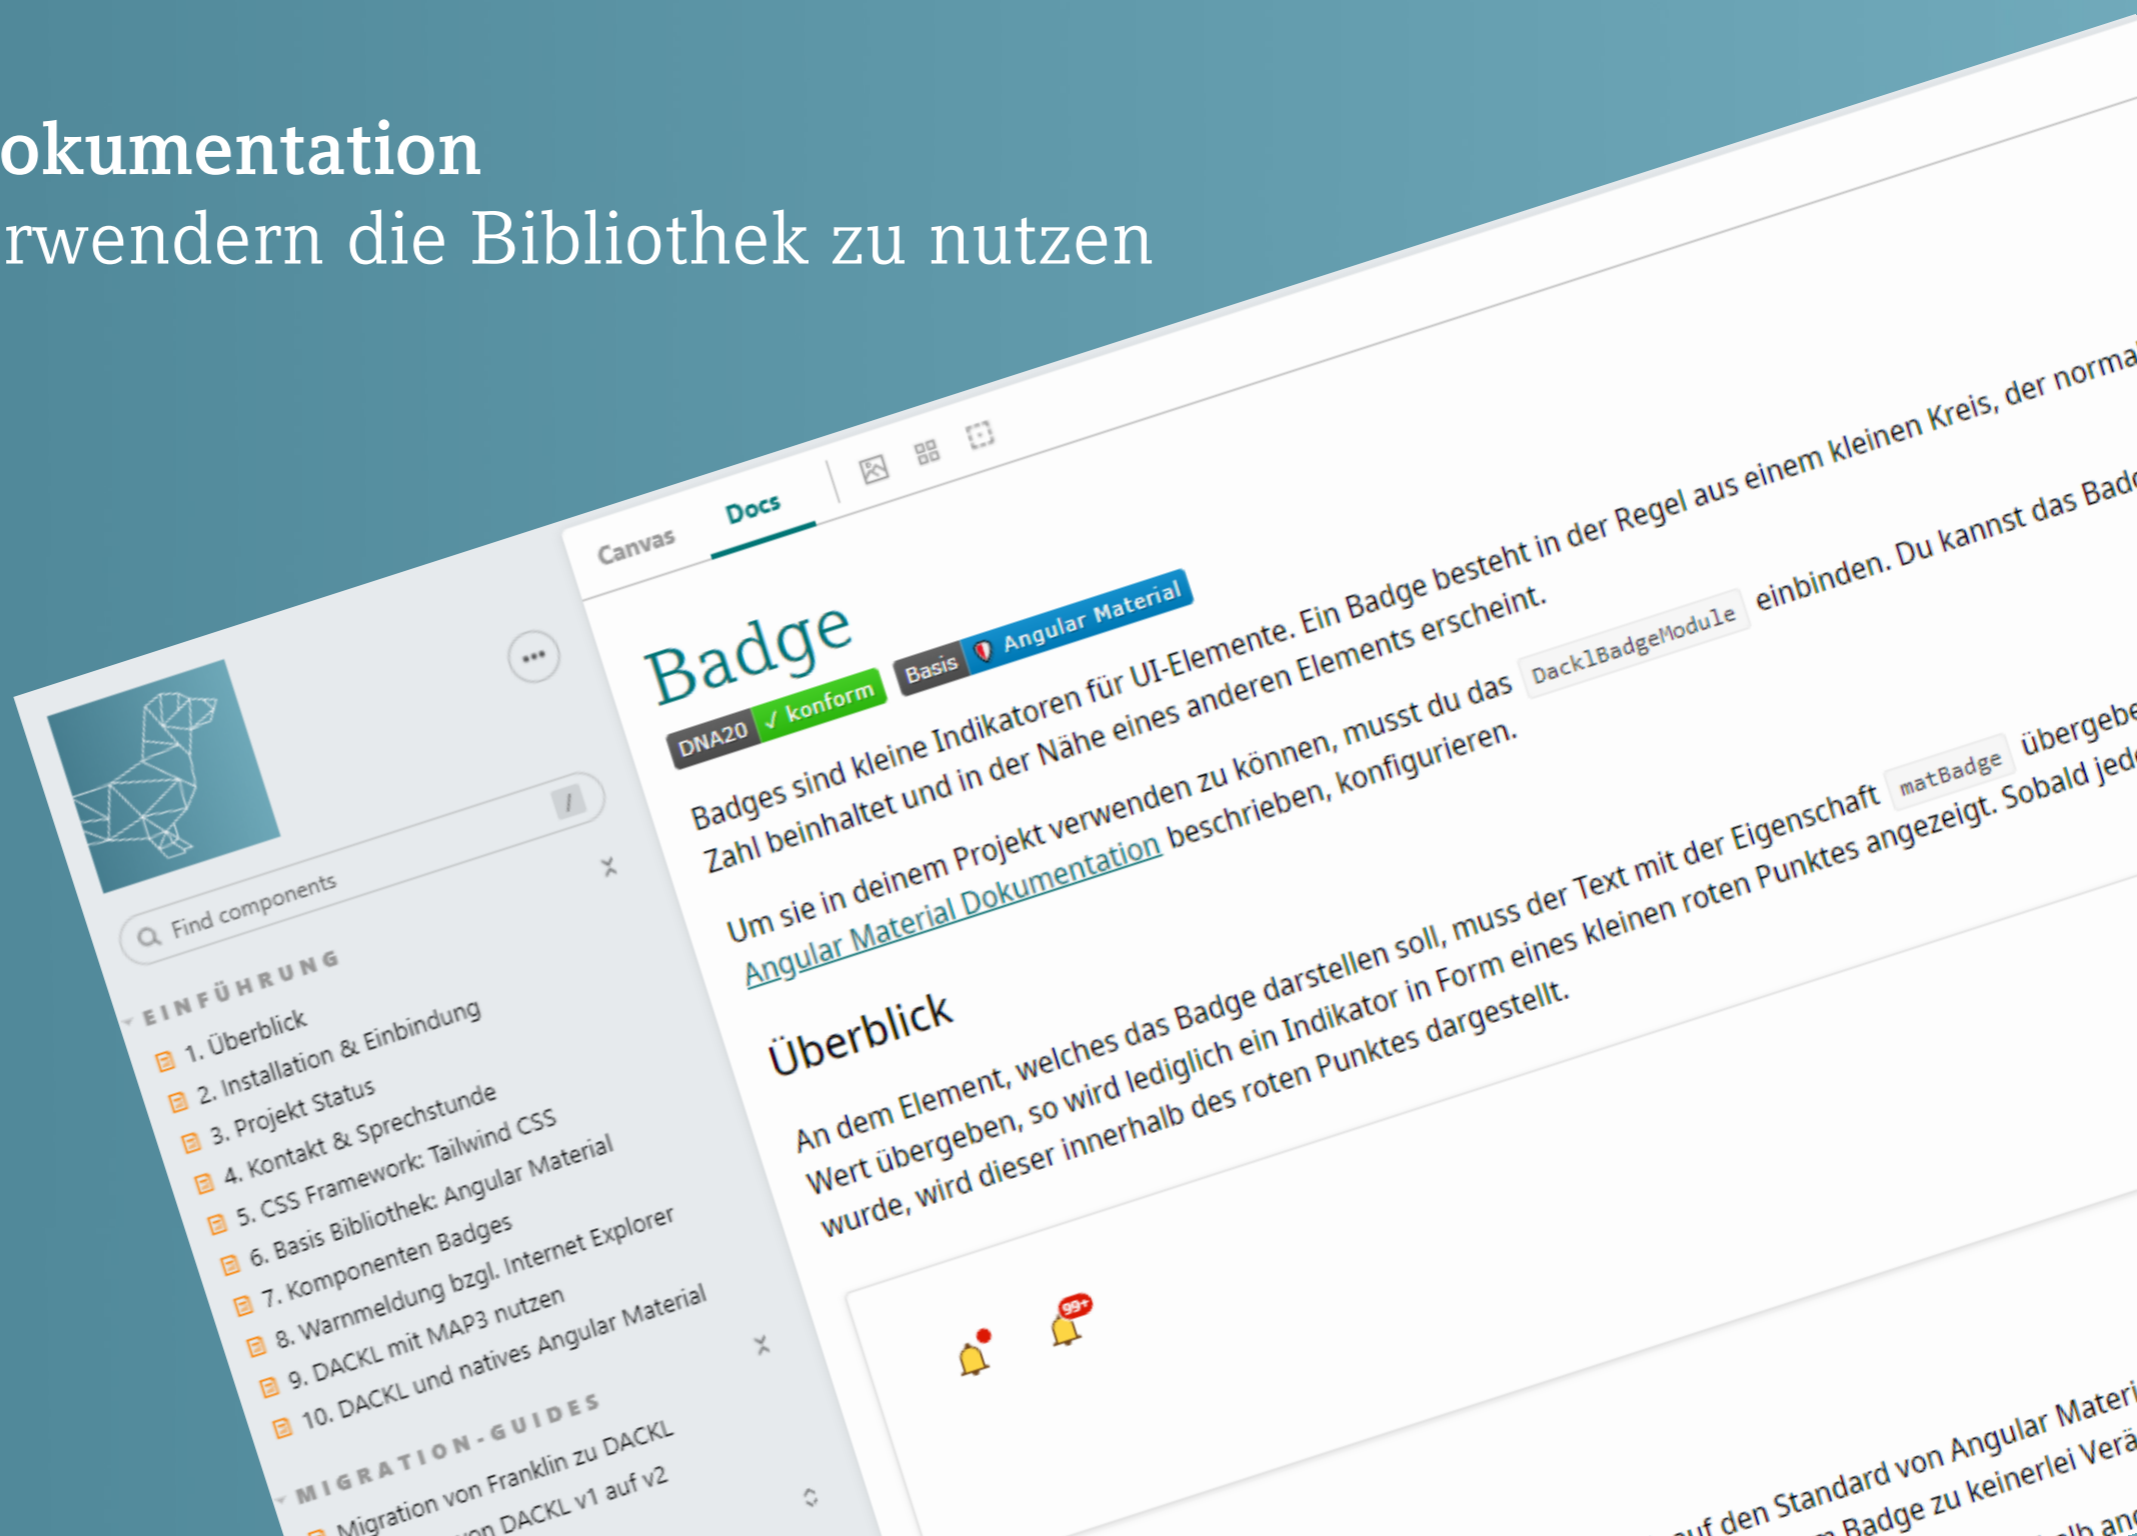 okumentation
rwendern die Bibliothek zu nutzen
Canvas
Docs
Find components
/
EINFÜHRUNG
1. Überblick
2. Installation & Einbindung
3. Projekt Status
4. Kontakt & Sprechstunde
5. CSS Framework: Tailwind CSS
6. Basis Bibliothek: Angular Material
7. Komponenten Badges
8. Warnmeldung bzgl. Internet Explorer
9. DACKL mit MAP3 nutzen
10. DACKL und natives Angular Material
MIGRATION-GUIDES
Migration von Franklin zu DACKL
von DACKL v1 auf v2
Badge
DNA20 ✓ konform Basis Angular Material
Badges sind kleine Indikatoren für UI-Elemente. Ein Badge besteht in der Regel aus einem kleinen Kreis, der norma
Zahl beinhaltet und in der Nähe eines anderen Elements erscheint.
Um sie in deinem Projekt verwenden zu können, musst du das DacklBadgeModule einbinden. Du kannst das Badg
Angular Material Dokumentation beschrieben, konfigurieren.
Überblick
An dem Element, welches das Badge darstellen soll, muss der Text mit der Eigenschaft matBadge übergebe
Wert übergeben, so wird lediglich ein Indikator in Form eines kleinen roten Punktes angezeigt. Sobald jed
wurde, wird dieser innerhalb des roten Punktes dargestellt.
99+
auf den Standard von Angular Materi
Badge zu keinerlei Verä